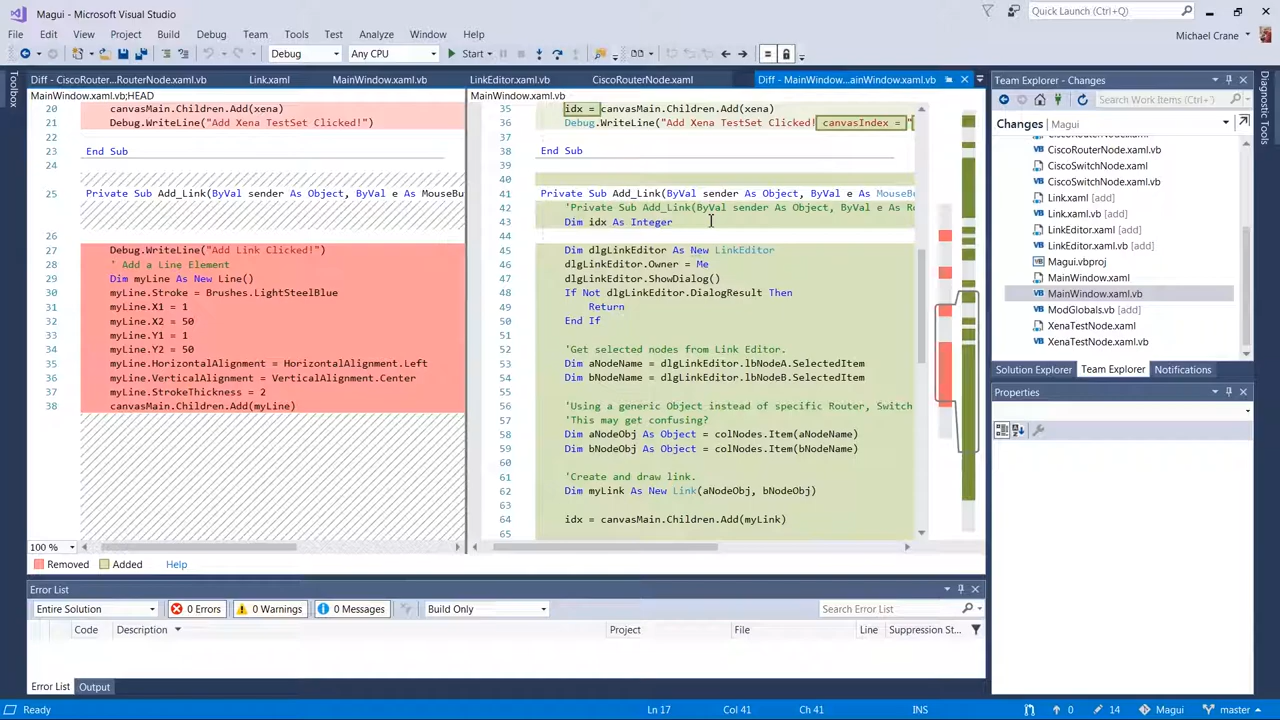 Magui - Microsoft Visual Studio
Quick Launch (Ctrl+Q)
File Edit View Project Build Debug Team Tools Test Analyze Window Help
Michael Crane
Debug Any CPU Start
Toolbox
Diff - CiscoRouter...RouterNode.xaml.vb Link.xaml MainWindow.xaml.vb LinkEditor.xaml.vb CiscoRouterNode.xaml Diff - MainWindow...ainWindow.xaml.vb
MainWindow.xaml.vb;HEAD
20 canvasMain.Children.Add(xena)
21 Debug.WriteLine("Add Xena TestSet Clicked!")
22
23 End Sub
24
25 Private Sub Add_Link(ByVal sender As Object, ByVal e As MouseBu
26
27 Debug.WriteLine("Add Link Clicked!")
28 ' Add a Line Element
29 Dim myLine As New Line()
30 myLine.Stroke = Brushes.LightSteelBlue
31 myLine.X1 = 1
32 myLine.X2 = 50
33 myLine.Y1 = 1
34 myLine.Y2 = 50
35 myLine.HorizontalAlignment = HorizontalAlignment.Left
36 myLine.VerticalAlignment = VerticalAlignment.Center
37 myLine.StrokeThickness = 2
38 canvasMain.Children.Add(myLine)
100 %
MainWindow.xaml.vb
35 idx = canvasMain.Children.Add(xena)
36 Debug.WriteLine("Add Xena TestSet Clicked! canvasIndex = "
37
38 End Sub
39
40
41 Private Sub Add_Link(ByVal sender As Object, ByVal e As MouseBu
42 'Private Sub Add_Link(ByVal sender As Object, ByVal e As Ro
43 Dim idx As Integer
44
45 Dim dlgLinkEditor As New LinkEditor
46 dlgLinkEditor.Owner = Me
47 dlgLinkEditor.ShowDialog()
48 If Not dlgLinkEditor.DialogResult Then
49 Return
50 End If
51
52 'Get selected nodes from Link Editor.
53 Dim aNodeName = dlgLinkEditor.lbNodeA.SelectedItem
54 Dim bNodeName = dlgLinkEditor.lbNodeB.SelectedItem
55
56 'Using a generic Object instead of specific Router, Switch
57 'This may get confusing?
58 Dim aNodeObj As Object = colNodes.Item(aNodeName)
59 Dim bNodeObj As Object = colNodes.Item(bNodeName)
60
61 'Create and draw link.
62 Dim myLink As New Link(aNodeObj, bNodeObj)
63
64 idx = canvasMain.Children.Add(myLink)
65
Removed Added Help
Team Explorer - Changes
Search Work Items (Ctrl+')
Changes Magui
CiscoRouterNode.xaml
CiscoRouterNode.xaml.vb
CiscoSwitchNode.xaml
CiscoSwitchNode.xaml.vb
Link.xaml [add]
Link.xaml.vb [add]
LinkEditor.xaml [add]
LinkEditor.xaml.vb [add]
Magui.vbproj
MainWindow.xaml
MainWindow.xaml.vb
ModGlobals.vb [add]
XenaTestNode.xaml
XenaTestNode.xaml.vb
Solution Explorer Team Explorer Notifications
Properties
Diagnostic Tools
Error List
Entire Solution 0 Errors 0 Warnings 0 Messages Build Only Search Error List
Code Description Project File Line Suppression St...
Error List Output
Ready Ln 17 Col 41 Ch 41 INS 0 14 Magui master